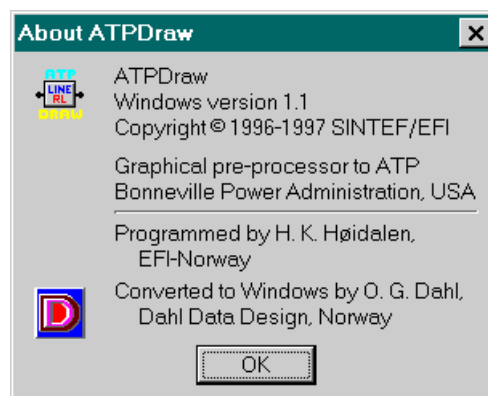 About ATPDraw
ATP
LINE
RL
DRAW
ATPDraw
Windows version 1.1
Copyright © 1996-1997 SINTEF/EFI
Graphical pre-processor to ATP
Bonneville Power Administration, USA
Programmed by H. K. Høidalen,
EFI-Norway
D
Converted to Windows by O. G. Dahl,
Dahl Data Design, Norway
OK